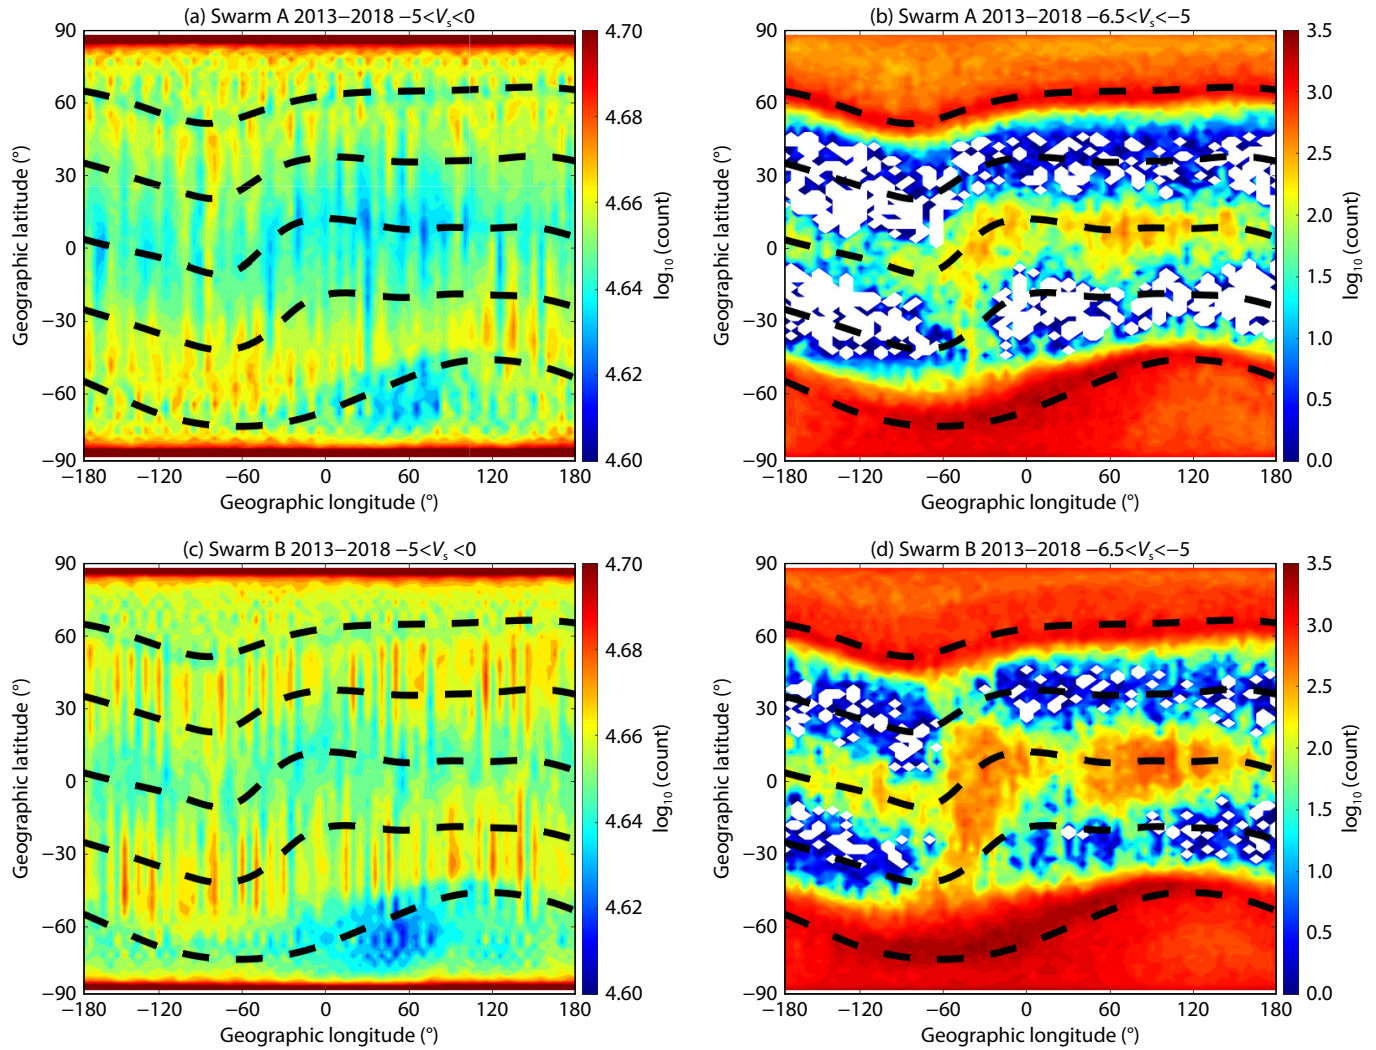 (a) Swarm A 2013−2018 −5<Vs<0
90
60
30
0
−30
−60
−90
Geographic latitude (°)
−180 −120 −60 0 60 120 180
Geographic longitude (°)
4.70
4.68
4.66
4.64
4.62
4.60
log10 (count)
(b) Swarm A 2013−2018 −6.5<Vs<−5
90
60
30
0
−30
−60
−90
Geographic latitude (°)
−180 −120 −60 0 60 120 180
Geographic longitude (°)
3.5
3.0
2.5
2.0
1.5
1.0
0.5
0.0
log10 (count)
(c) Swarm B 2013−2018 −5<Vs <0
90
60
30
0
−30
−60
−90
Geographic latitude (°)
−180 −120 −60 0 60 120 180
Geographic longitude (°)
4.70
4.68
4.66
4.64
4.62
4.60
log10 (count)
(d) Swarm B 2013−2018 −6.5<Vs<−5
90
60
30
0
−30
−60
−90
Geographic latitude (°)
−180 −120 −60 0 60 120 180
Geographic longitude (°)
3.5
3.0
2.5
2.0
1.5
1.0
0.5
0.0
log10 (count)